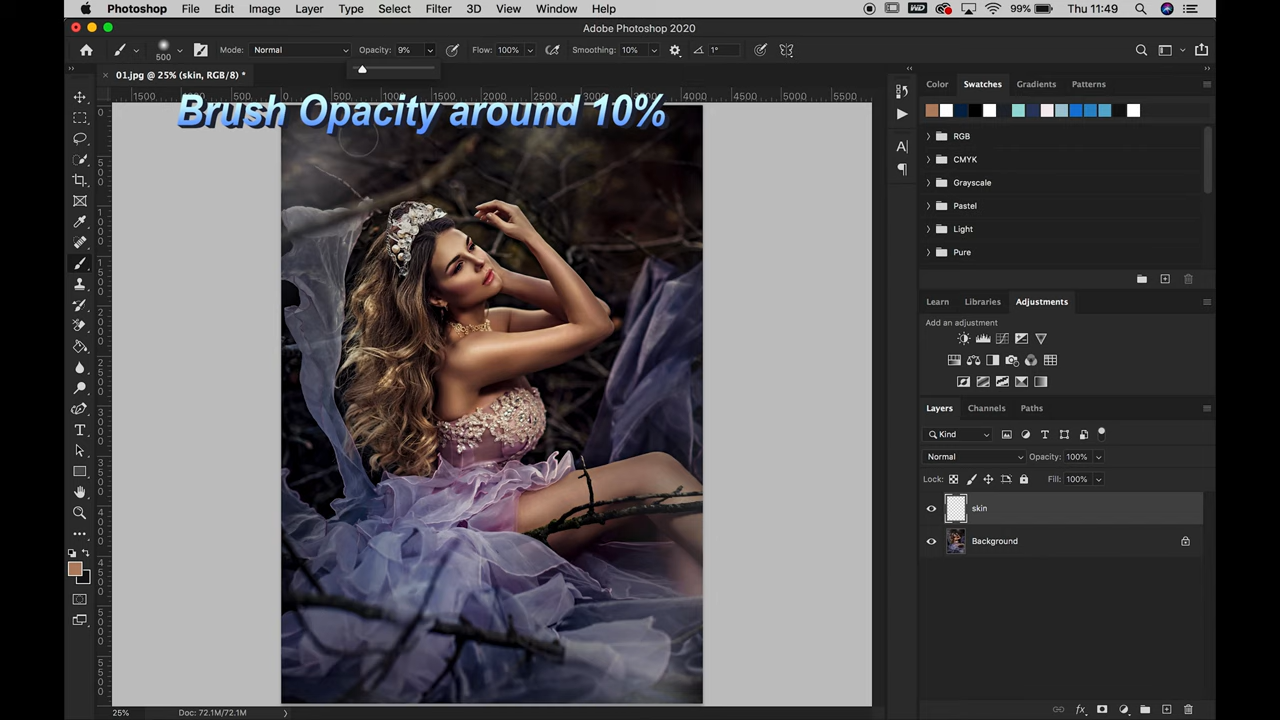 Photoshop File Edit Image Layer Type Select Filter 3D View Window Help 99% Thu 11:49
Adobe Photoshop 2020
500 Mode: Normal Opacity: 9% Flow: 100% Smoothing: 10% 1°
01.jpg @ 25% (skin, RGB/8) *
Brush Opacity around 10%
Color Swatches Gradients Patterns
RGB
CMYK
Grayscale
Pastel
Light
Pure
Learn Libraries Adjustments
Add an adjustment
Layers Channels Paths
Kind
Normal Opacity: 100%
Lock: Fill: 100%
skin
Background
25% Doc: 72.1M/72.1M